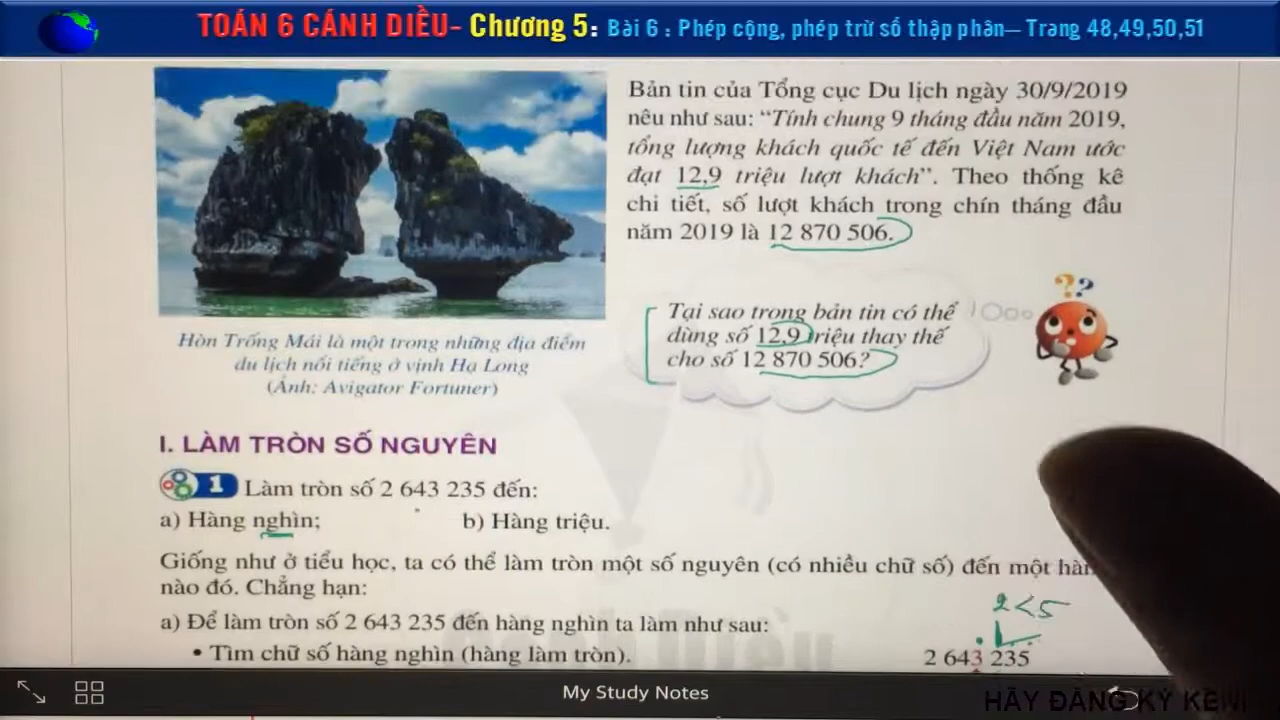 TOÁN 6 CÁNH DIỀU- Chương 5: Bài 6 : Phép cộng, phép trừ số thập phân– Trang 48,49,50,51
Bản tin của Tổng cục Du lịch ngày 30/9/2019
nêu như sau: “Tính chung 9 tháng đầu năm 2019,
tổng lượng khách quốc tế đến Việt Nam ước
đạt 12,9 triệu lượt khách”. Theo thống kê
chi tiết, số lượt khách trong chín tháng đầu
năm 2019 là 12 870 506.
??
Tại sao trong bản tin có thể
dùng số 12,9 triệu thay thế
cho số 12 870 506?
Hòn Trống Mái là một trong những địa điểm
du lịch nổi tiếng ở vịnh Hạ Long
(Ảnh: Avigator Fortuner)
I. LÀM TRÒN SỐ NGUYÊN
1 Làm tròn số 2 643 235 đến:
a) Hàng nghìn; b) Hàng triệu.
Giống như ở tiểu học, ta có thể làm tròn một số nguyên (có nhiều chữ số) đến một
nào đó. Chẳng hạn:
2<5
a) Để làm tròn số 2 643 235 đến hàng nghìn ta làm như sau:
• Tìm chữ số hàng nghìn (hàng làm tròn). 2 643 235
My Study Notes
HÃY ĐĂNG KÝ